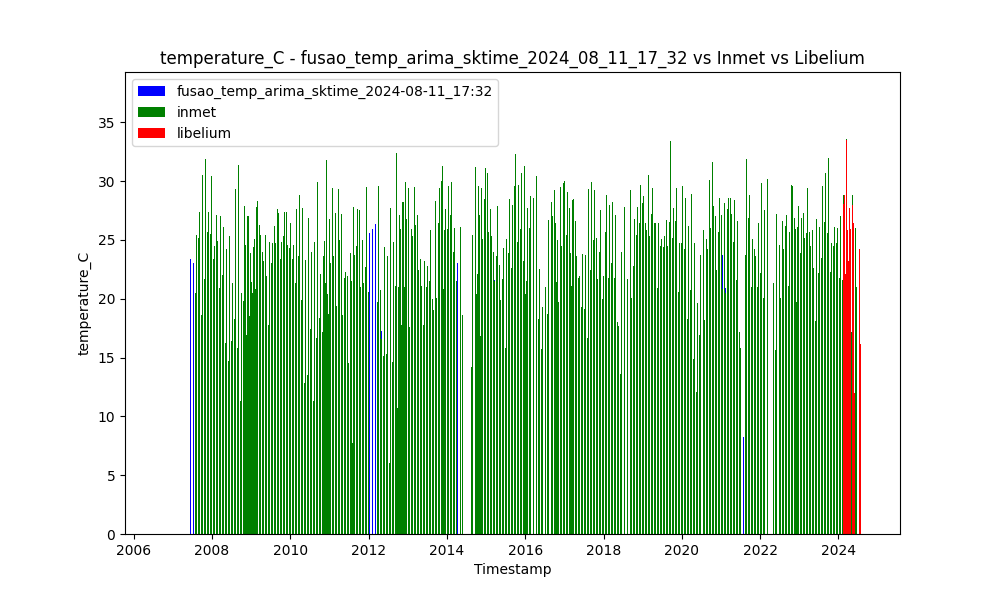 temperature_C - fusao_temp_arima_sktime_2024_08_11_17_32 vs Inmet vs Libelium
fusao_temp_arima_sktime_2024-08-11_17:32
inmet
libelium
35
30
25
20
15
10
5
0
temperature_C
2006 2008 2010 2012 2014 2016 2018 2020 2022 2024
Timestamp